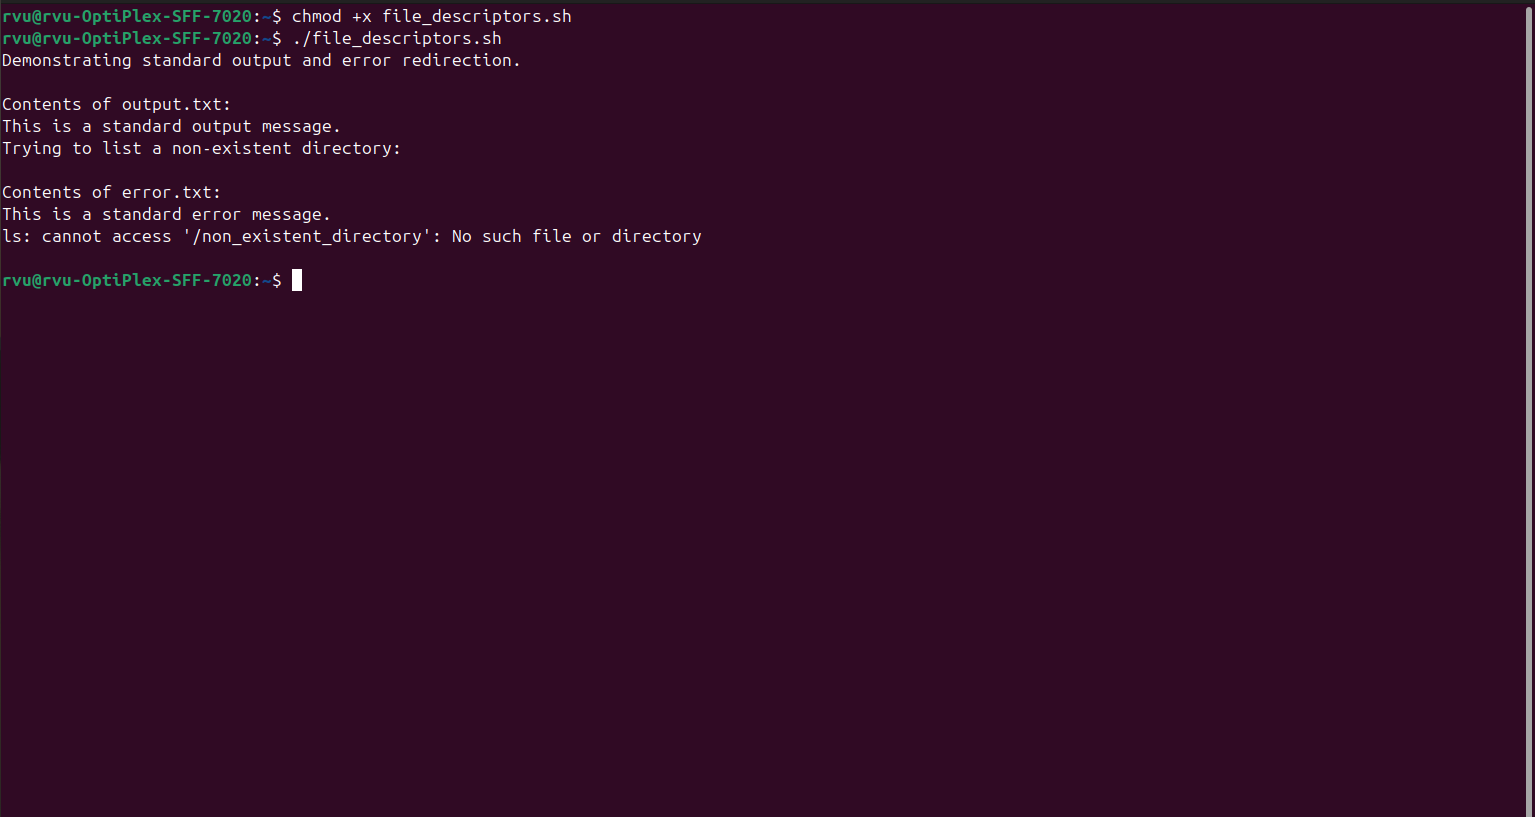 rvu@rvu-OptiPlex-SFF-7020:~$ chmod +x file_descriptors.sh
rvu@rvu-OptiPlex-SFF-7020:~$ ./file_descriptors.sh
Demonstrating standard output and error redirection.

Contents of output.txt:
This is a standard output message.
Trying to list a non-existent directory:

Contents of error.txt:
This is a standard error message.
ls: cannot access '/non_existent_directory': No such file or directory

rvu@rvu-OptiPlex-SFF-7020:~$